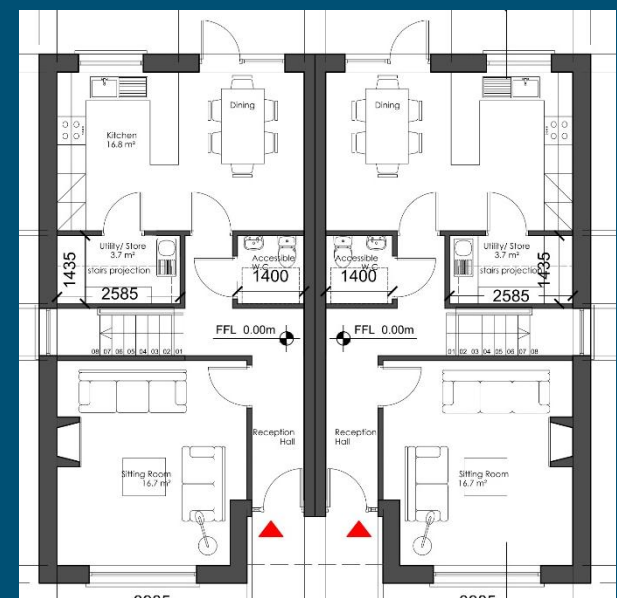 Dining
Kitchen
16.8 m²
Utility/ Store
3.7 m²
stairs projection
1435
2585
Accessible
W.C
1400
FFL 0.00m
08 07 06 05 04 03 02 01
Reception
Hall
Sitting Room
16.7 m²
Dining
Accessible
W.C
1400
Utility/ Store
3.7 m²
stairs projection
1435
2585
FFL 0.00m
01 02 03 04 05 06 07 08
Reception
Hall
Sitting Room
16.7 m²